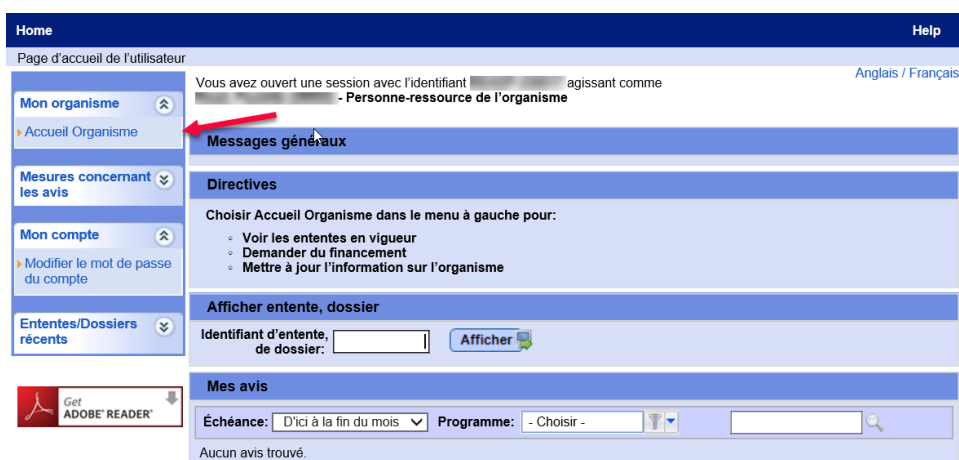 Home
Help
Page d'accueil de l'utilisateur
Anglais / Français
Vous avez ouvert une session avec l'identifiant agissant comme
- Personne-ressource de l'organisme
Mon organisme
Accueil Organisme
Mesures concernant
les avis
Mon compte
Modifier le mot de passe
du compte
Ententes/Dossiers
récents
Get
ADOBE® READER®
Messages généraux
Directives
Choisir Accueil Organisme dans le menu à gauche pour:
Voir les ententes en vigueur
Demander du financement
Mettre à jour l'information sur l'organisme
Afficher entente, dossier
Identifiant d'entente,
de dossier:
Afficher
Mes avis
Échéance: D'ici à la fin du mois Programme: - Choisir -
Aucun avis trouvé.